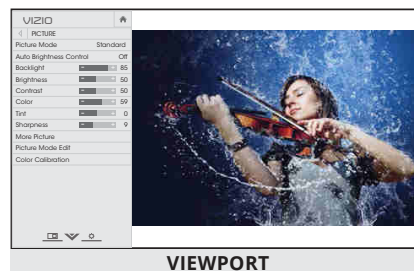 VIZIO
PICTURE
Picture Mode Standard
Auto Brightness Control Off
Backlight 85
Brightness 50
Contrast 50
Color 59
Tint 0
Sharpness 9
More Picture
Picture Mode Edit
Color Calibration
VIEWPORT